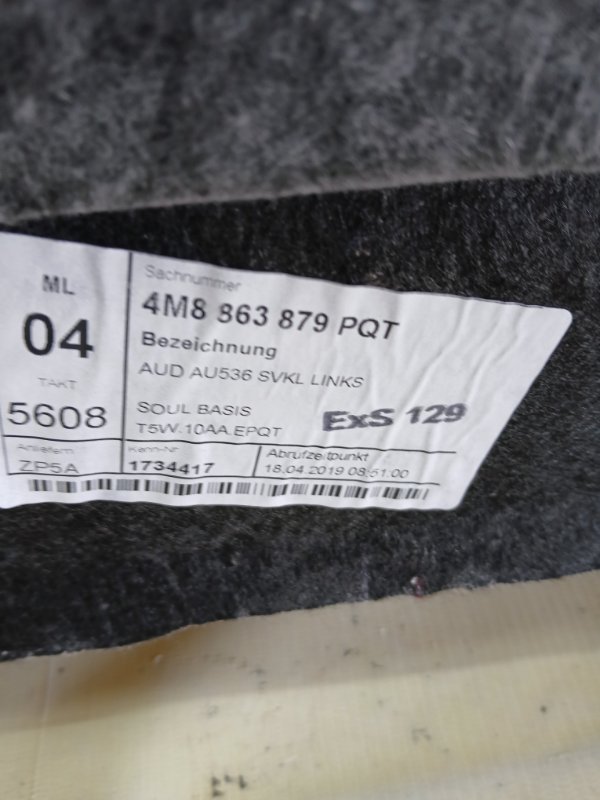 ML
04
TAKT
5608
Anliefern
ZP5A
Sachnummer
4M8 863 879 PQT
Bezeichnung
AUD AU536 SVKL LINKS
SOUL BASIS
T5W.10AA.EPQT
ExS 129
Kenn-Nr
1734417
Abrufzeitpunkt
18.04.2019 08:51:00